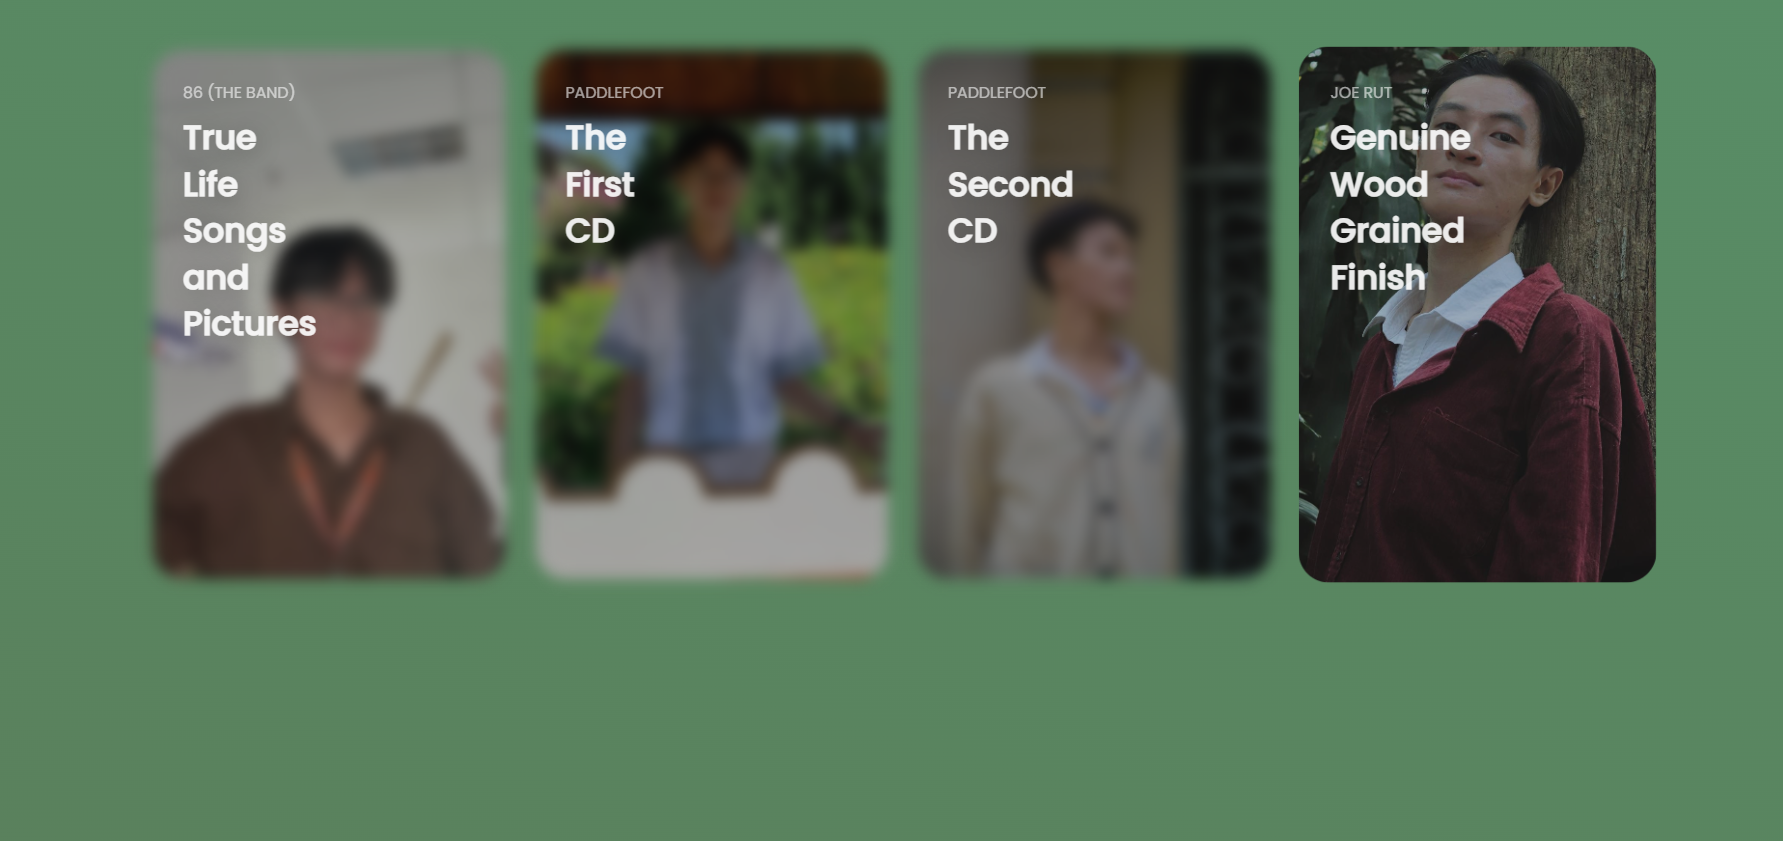 86 (THE BAND)
True
Life
Songs
and
Pictures
PADDLEFOOT
The
First
CD
PADDLEFOOT
The
Second
CD
JOE RUT
Genuine
Wood
Grained
Finish